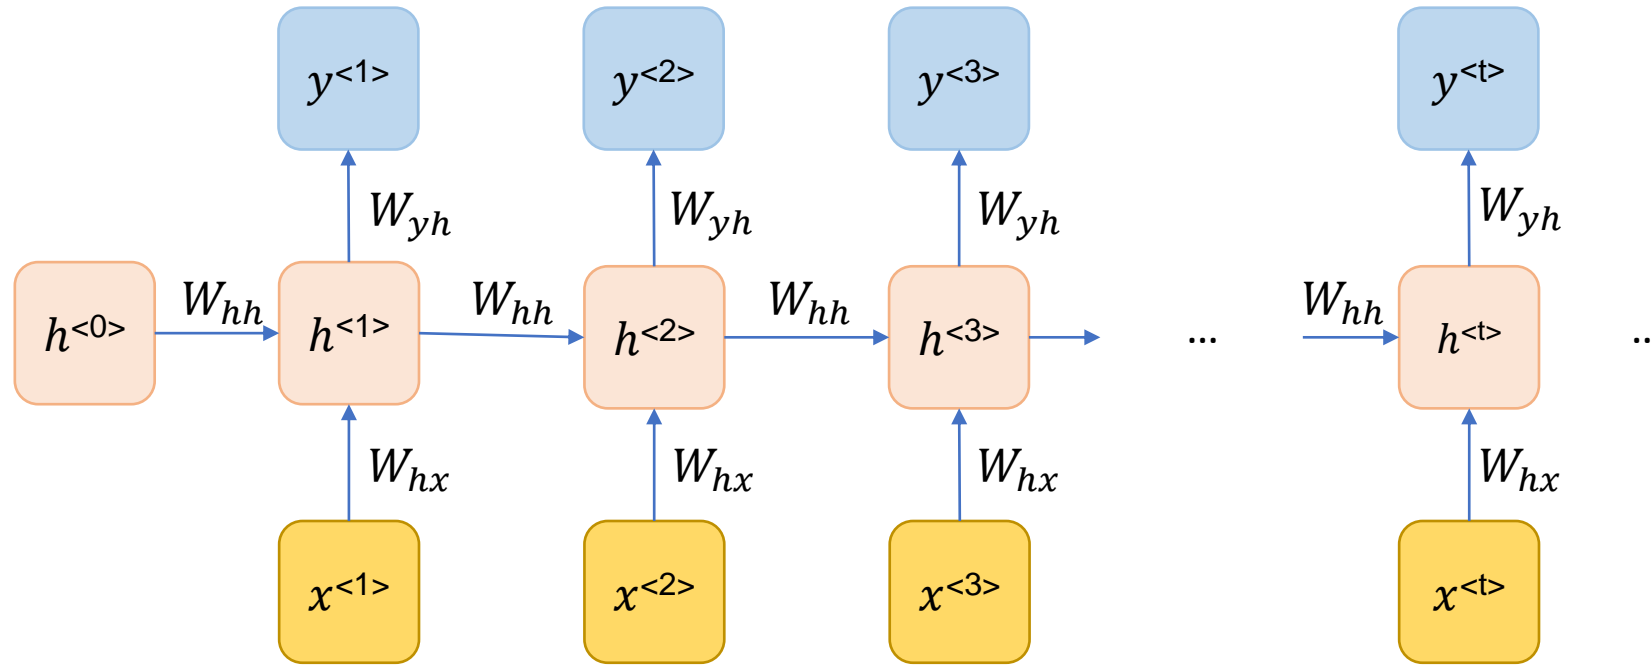 y<1> y<2> y<3> y<t>
W_yh W_yh W_yh W_yh
W_hh W_hh W_hh W_hh
h<0> h<1> h<2> h<3> ... h<t> ..
W_hx W_hx W_hx W_hx
x<1> x<2> x<3> x<t>